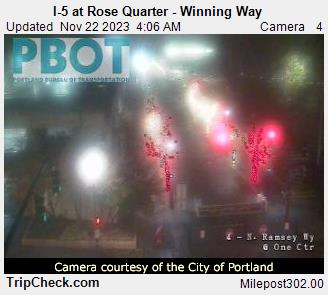 I-5 at Rose Quarter - Winning Way
Updated Nov 22 2023 4:06 AM Camera 4
PBOT
PORTLAND BUREAU OF TRANSPORTATION
4 - N. Ramsey Wy
@ One Ctr
Camera courtesy of the City of Portland
TripCheck.com Milepost302.00